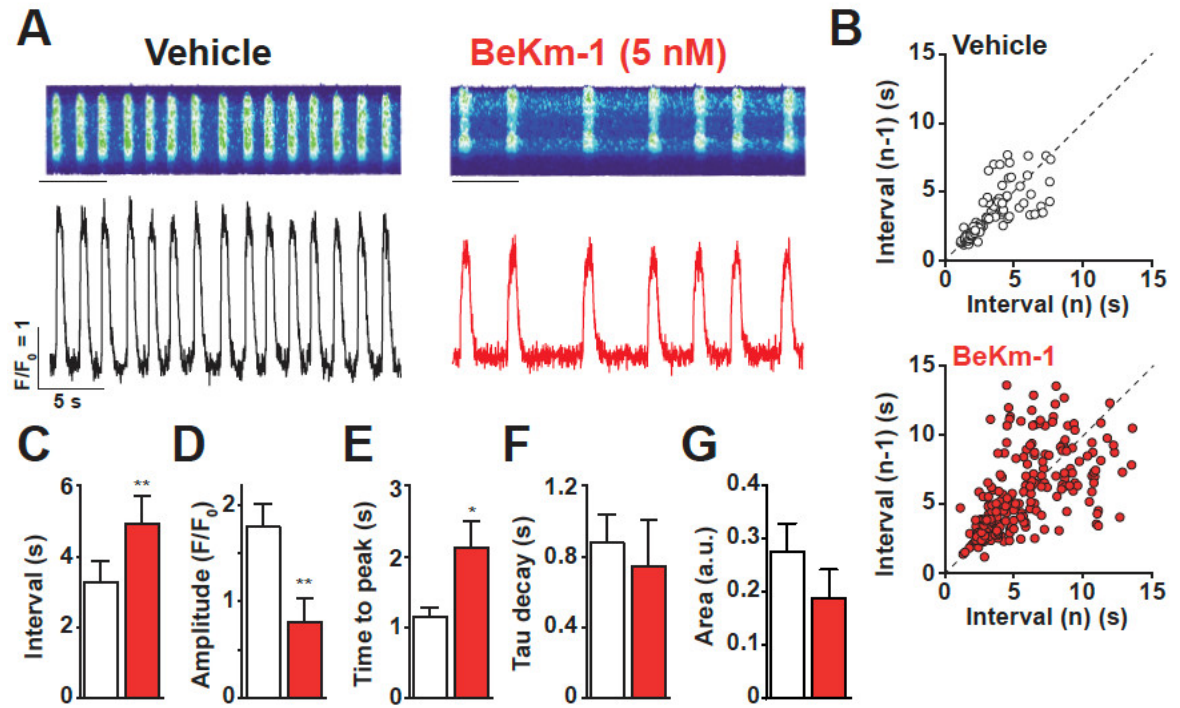 A
Vehicle
BeKm-1 (5 nM)
F/F0 = 1
5 s
B
Vehicle
15
10
5
0
Interval (n-1) (s)
0 5 10 15
Interval (n) (s)
BeKm-1
15
10
5
0
Interval (n-1) (s)
0 5 10 15
Interval (n) (s)
C
6
4
2
0
Interval (s)
**
D
2
1
0
Amplitude (F/F0)
**
E
3
2
1
0
Time to peak (s)
*
F
1.2
0.8
0.4
0
Tau decay (s)
G
0.4
0.3
0.2
0.1
0
Area (a.u.)